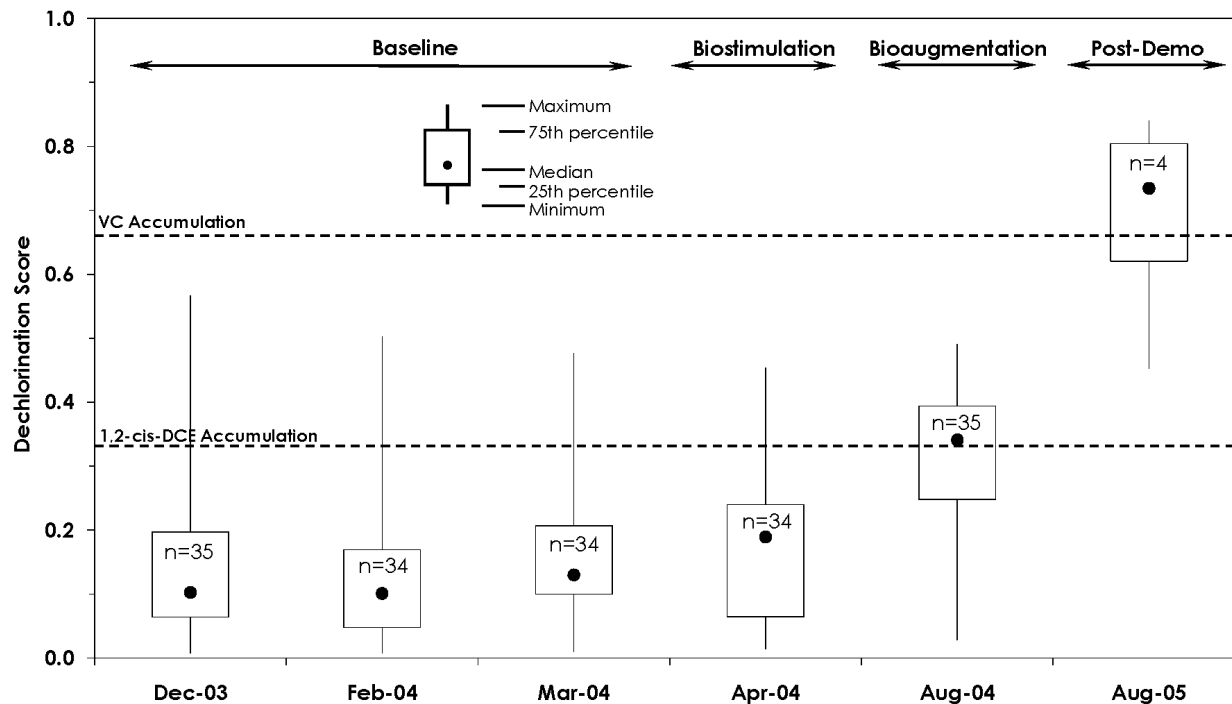 1.0
Baseline
Biostimulation
Bioaugmentation
Post-Demo
Maximum
75th percentile
Median
25th percentile
Minimum
0.8
n=4
VC Accumulation
0.6
Dechlorination Score
0.4
1,2-cis-DCE Accumulation
n=35
0.2
n=35
n=34
n=34
n=34
0.0
Dec-03
Feb-04
Mar-04
Apr-04
Aug-04
Aug-05